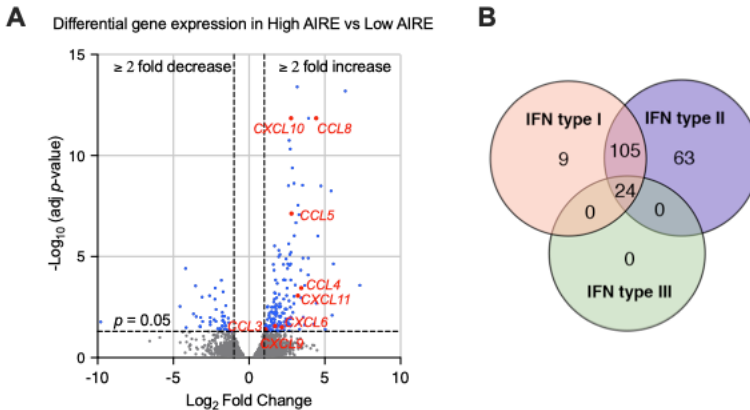 A
Differential gene expression in High AIRE vs Low AIRE
≥ 2 fold decrease
≥ 2 fold increase
15
10
5
0
-Log10 (adj p-value)
CXCL10
CCL8
CCL5
CCL4
CXCL11
CCL3
CXCL6
CXCL9
p = 0.05
-10
-5
0
5
10
Log2 Fold Change
B
IFN type I
IFN type II
9
105
63
24
0
0
0
IFN type III